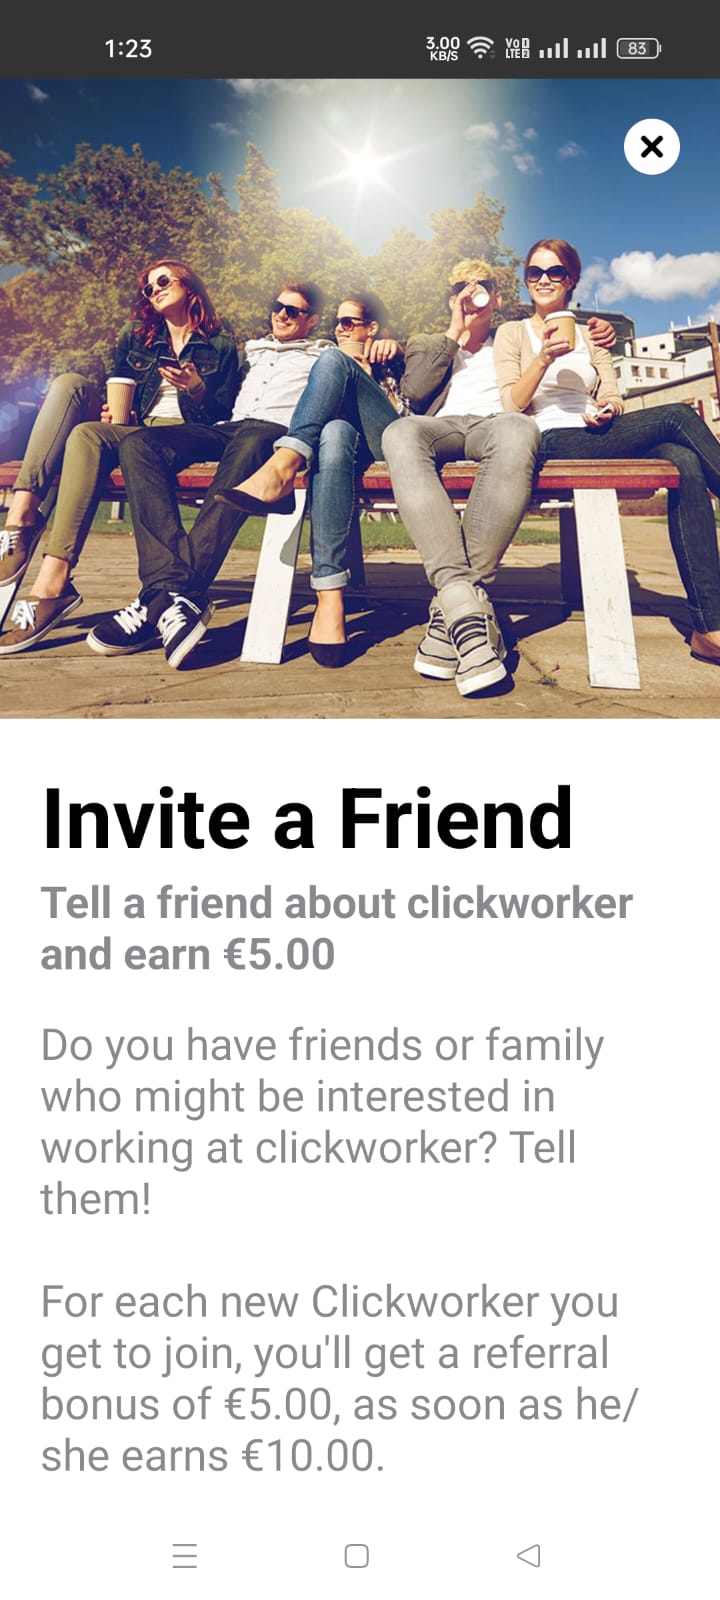 1:23
3.00
KB/S
VoD
LTE2
83
Invite a Friend
Tell a friend about clickworker
and earn €5.00
Do you have friends or family
who might be interested in
working at clickworker? Tell
them!
For each new Clickworker you
get to join, you'll get a referral
bonus of €5.00, as soon as he/
she earns €10.00.